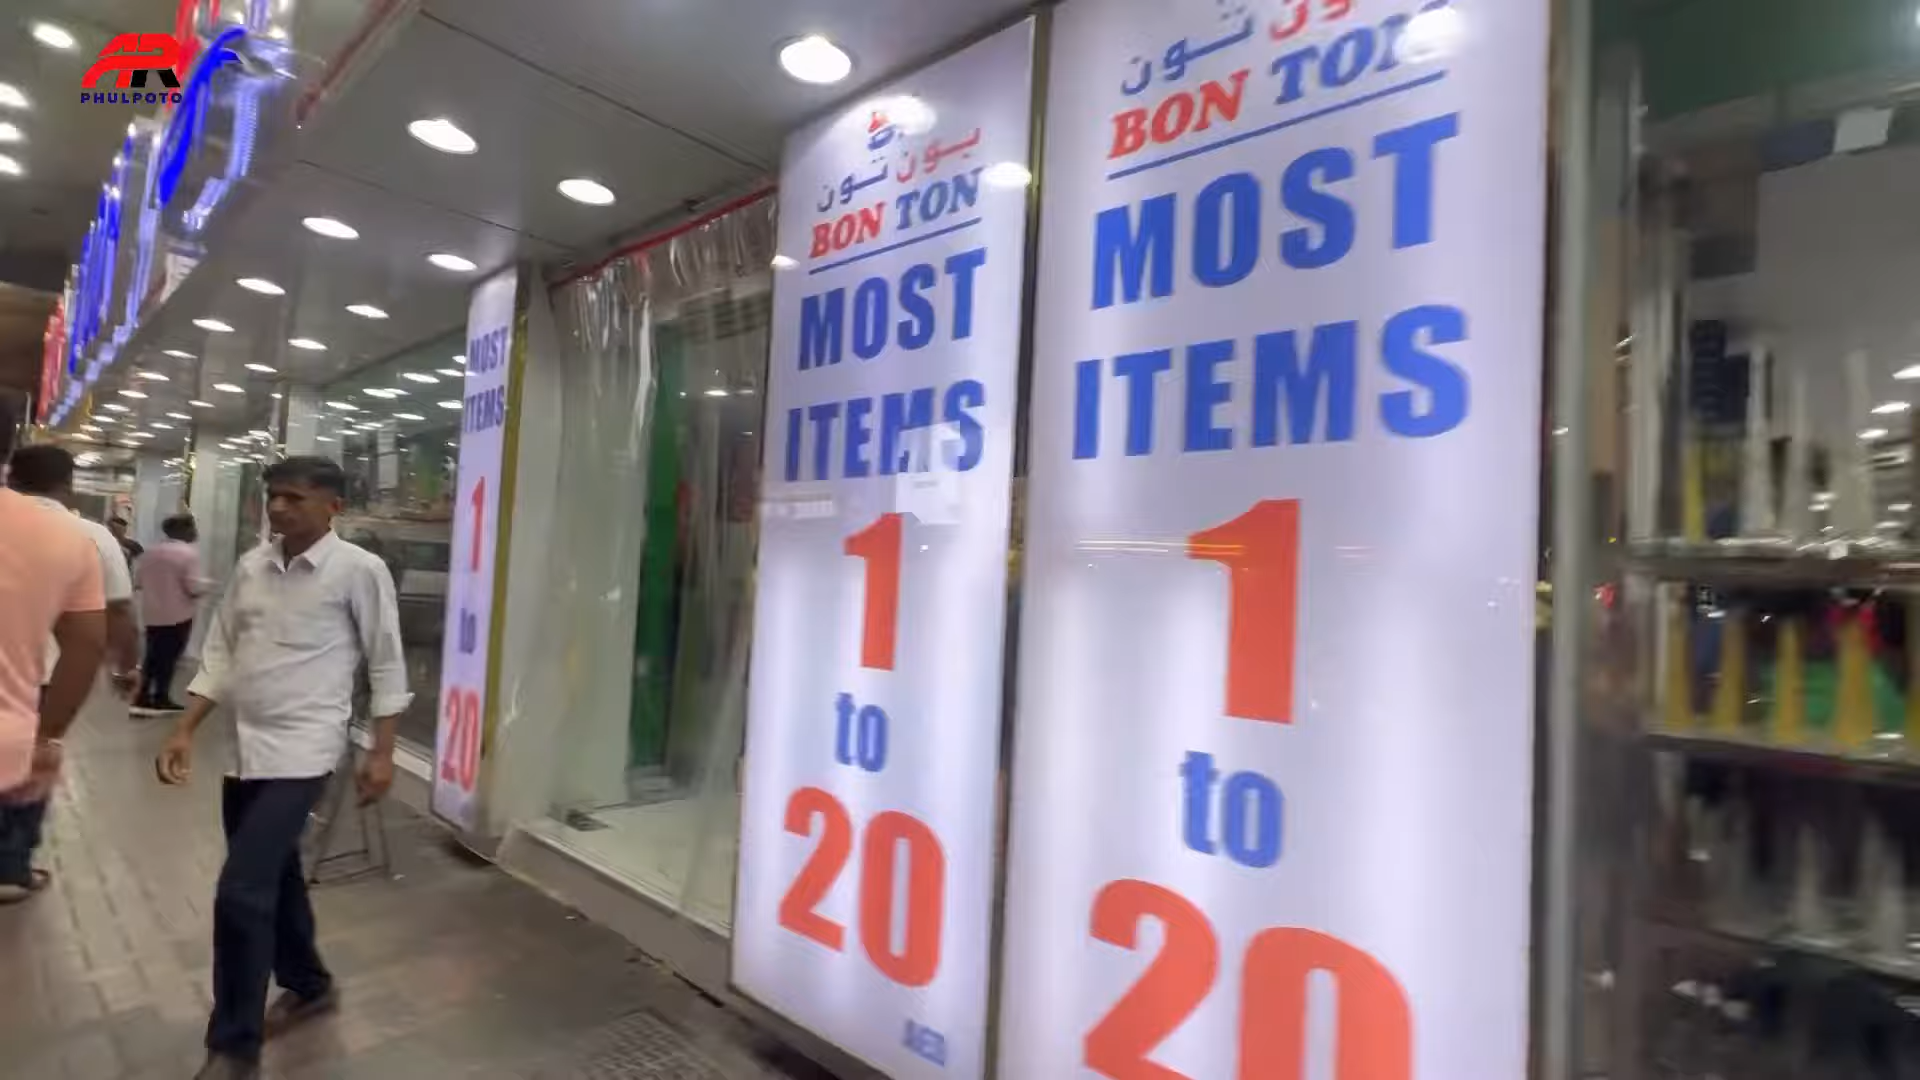 AR
PHULPOTO
MOST
ITEMS
1
to
20
بون تون
BON TON
MOST
ITEMS
1
to
20
AED
بون تون
BON TON
MOST
ITEMS
1
to
20